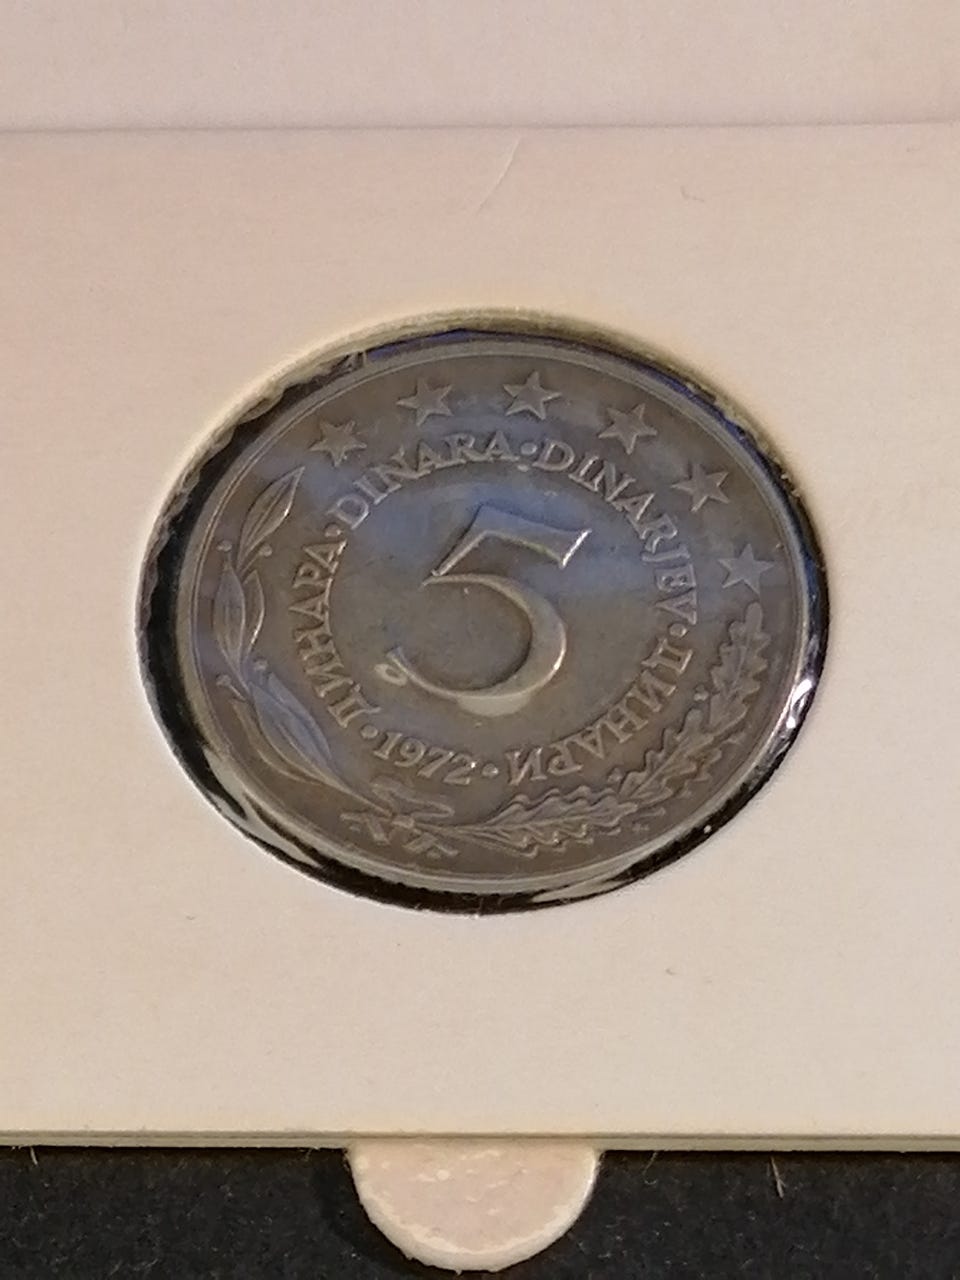 ДИНАРА · DINARA · DINARJEV · ДИНАРИ · 1972 ·
5